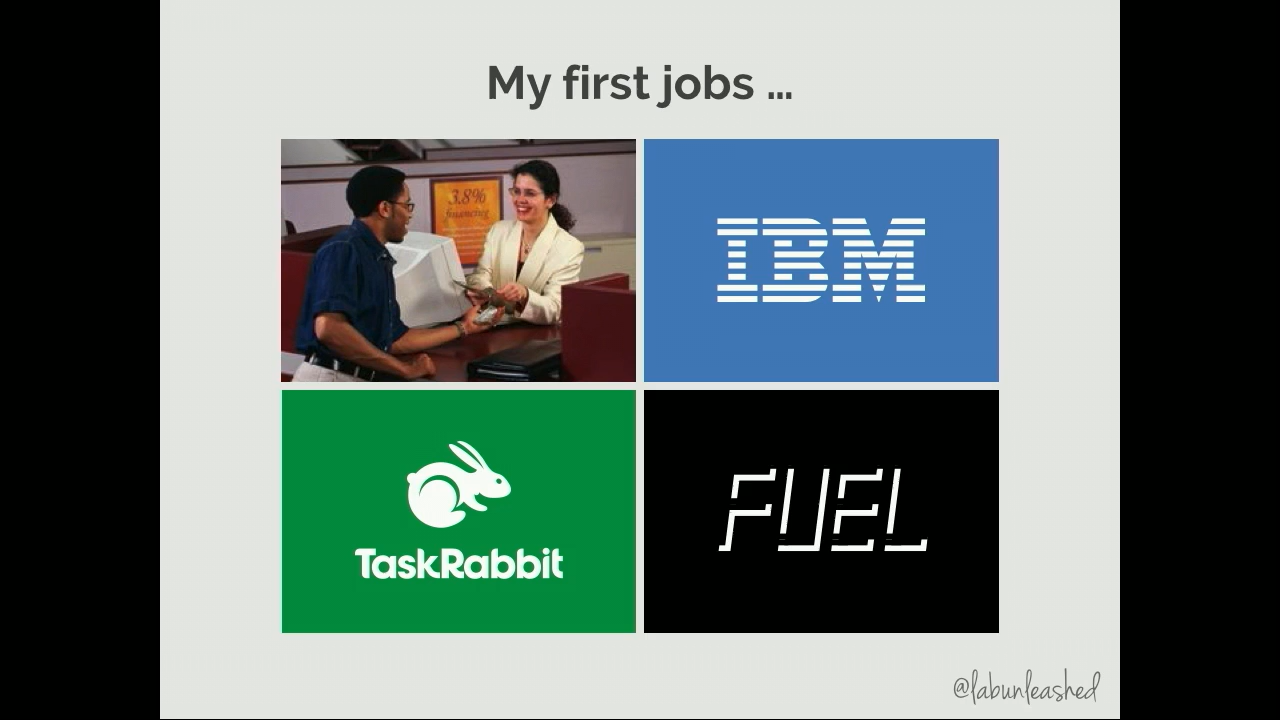 My first jobs ...
3.8%
financing
IBM
TaskRabbit
FUEL
@labunleashed